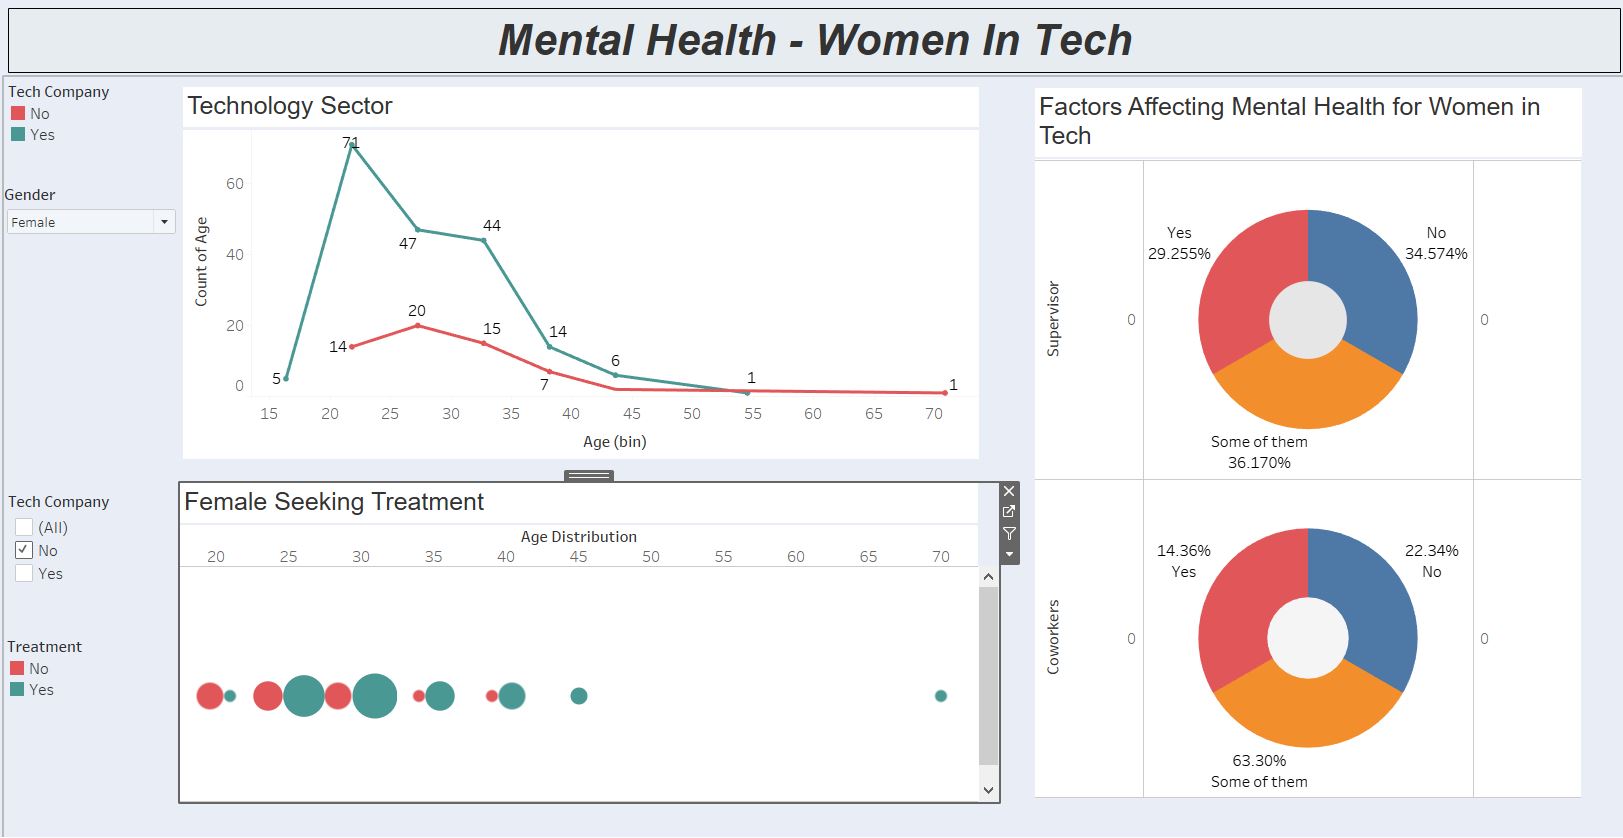 Mental Health - Women In Tech
Tech Company
No
Yes
Gender
Female
Technology Sector
Count of Age
60
40
20
0
71
47
44
14
6
1
5
14
20
15
7
1
15 20 25 30 35 40 45 50 55 60 65 70
Age (bin)
Tech Company
(All)
No
Yes
Treatment
No
Yes
Female Seeking Treatment
Age Distribution
20 25 30 35 40 45 50 55 60 65 70
Factors Affecting Mental Health for Women in
Tech
Supervisor
0
Yes
29.255%
No
34.574%
Some of them
36.170%
0
Coworkers
0
14.36%
Yes
22.34%
No
63.30%
Some of them
0